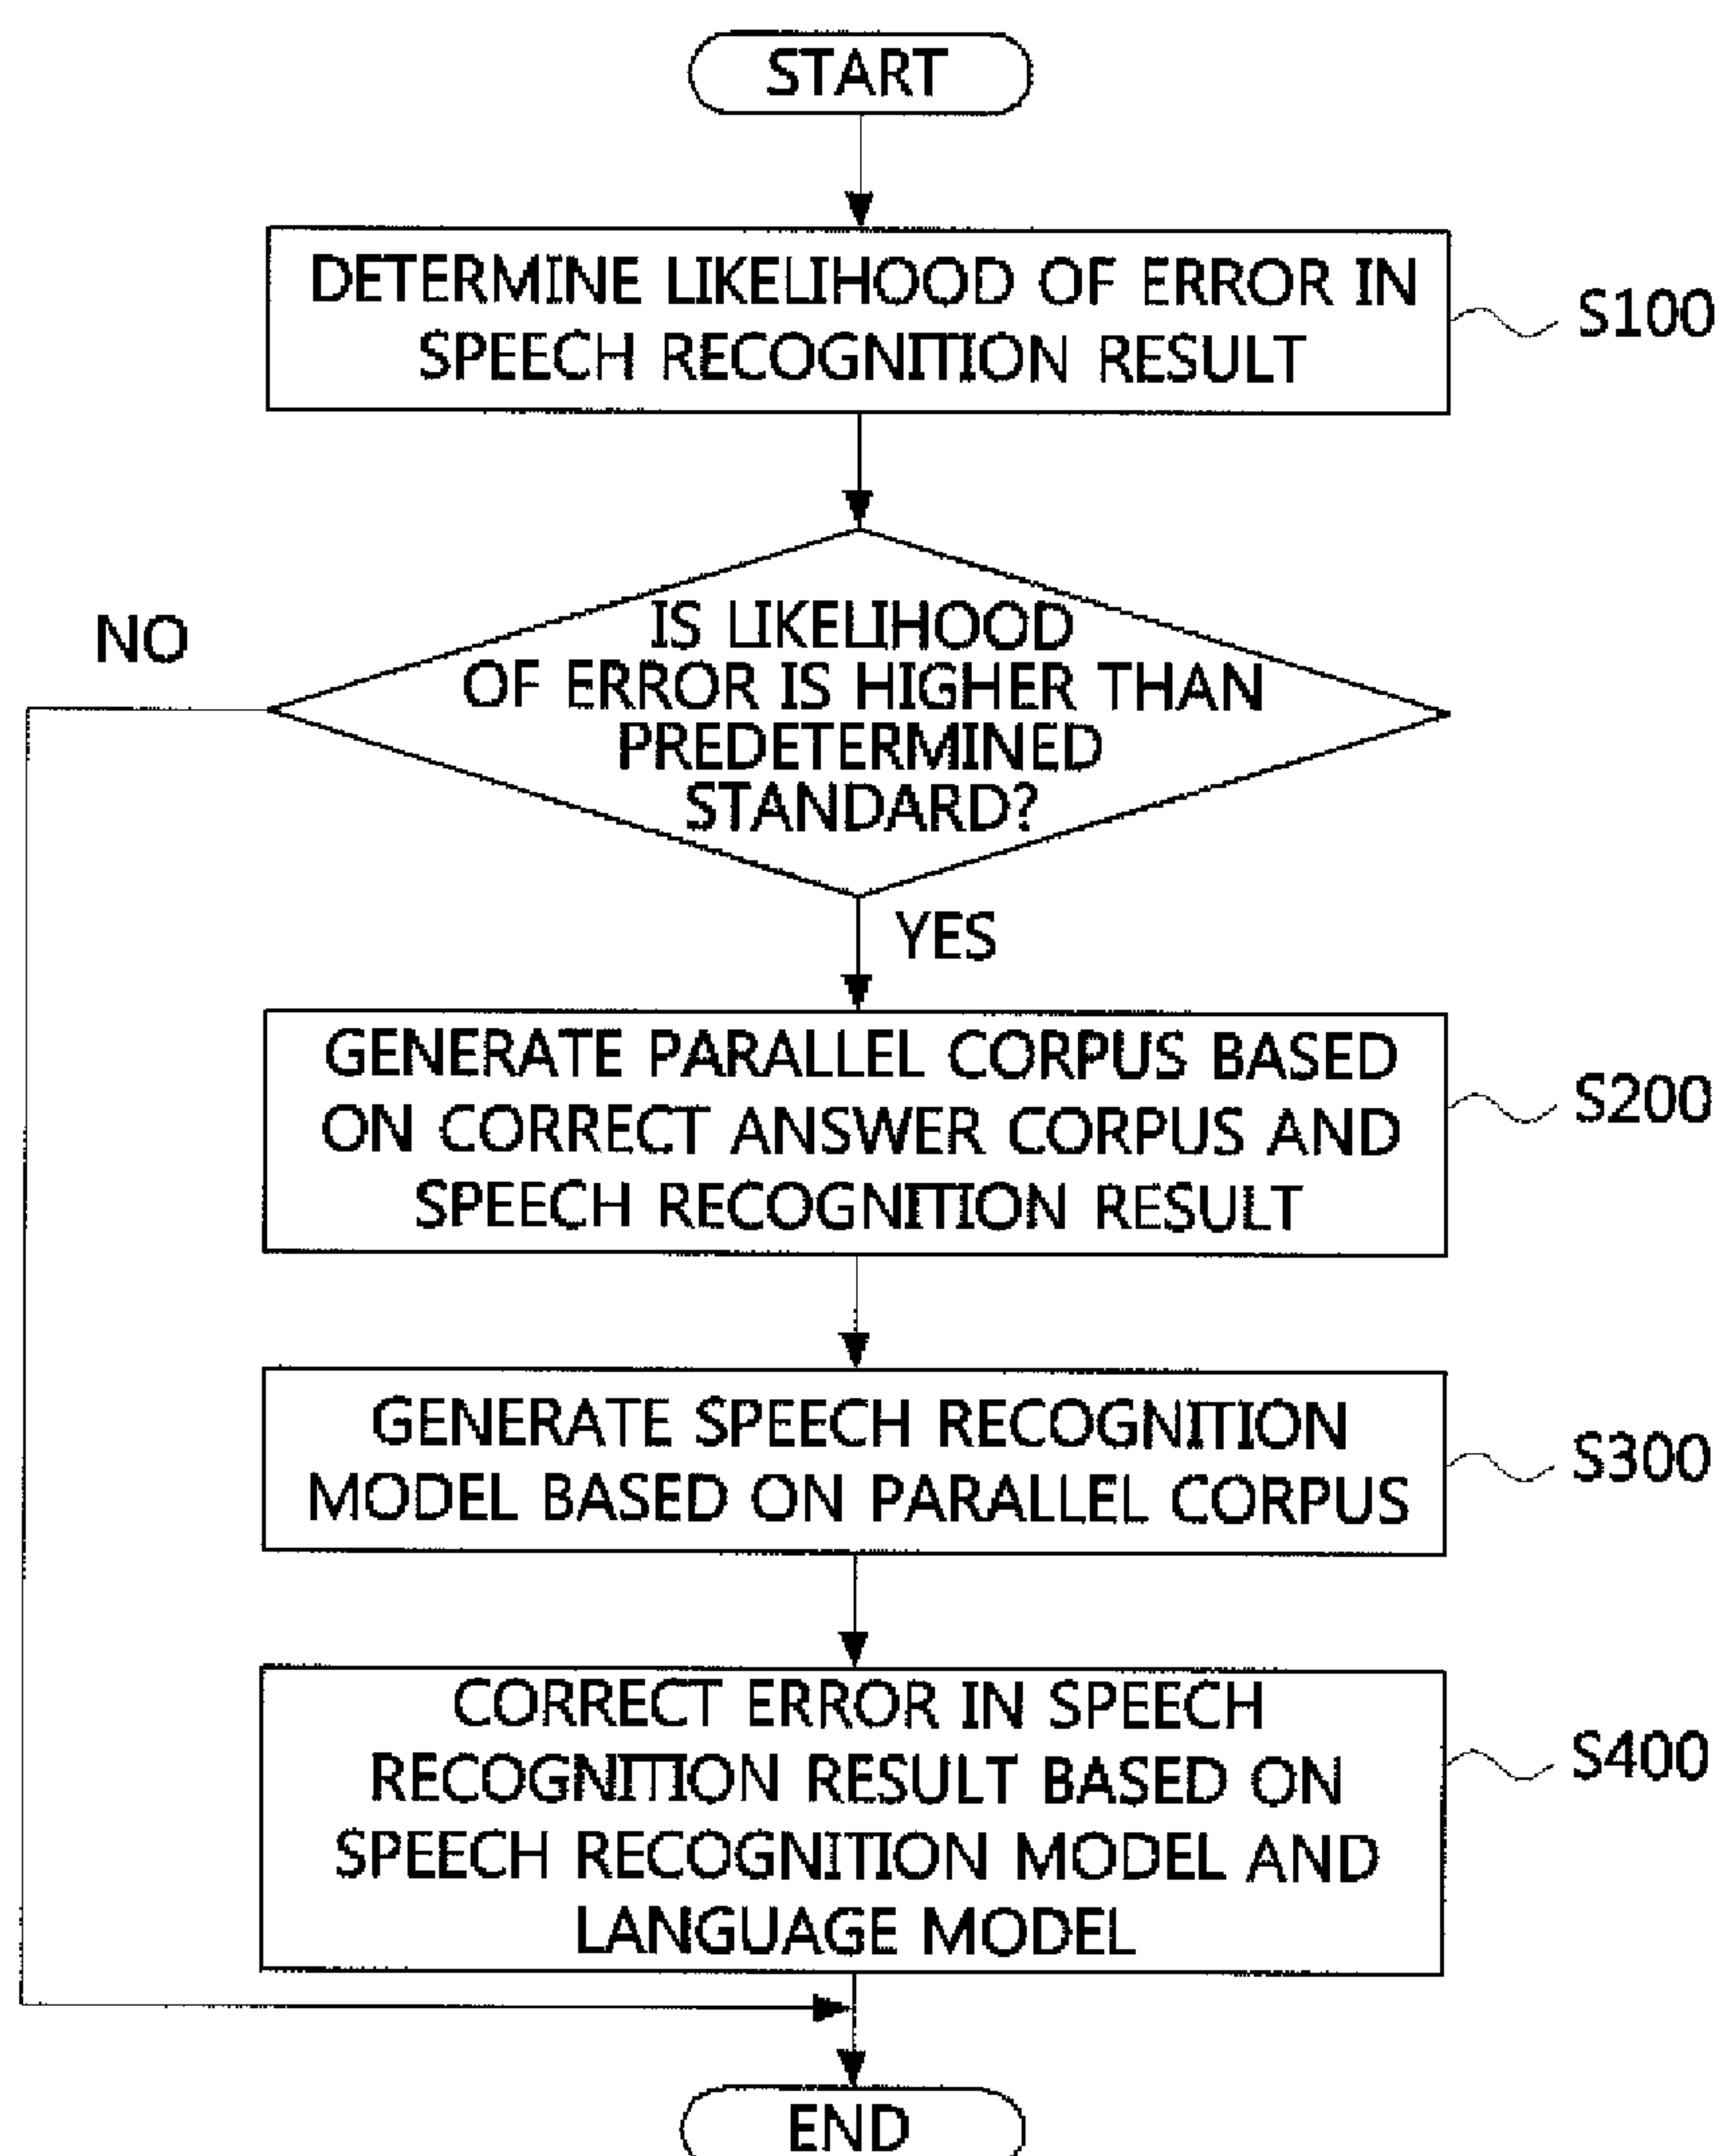 START
DETERMINE LIKELIHOOD OF ERROR IN
SPEECH RECOGNITION RESULT
S100
IS LIKELIHOOD
OF ERROR IS HIGHER THAN
PREDETERMINED
STANDARD?
NO
YES
GENERATE PARALLEL CORPUS BASED
ON CORRECT ANSWER CORPUS AND
SPEECH RECOGNITION RESULT
S200
GENERATE SPEECH RECOGNITION
MODEL BASED ON PARALLEL CORPUS
S300
CORRECT ERROR IN SPEECH
RECOGNITION RESULT BASED ON
SPEECH RECOGNITION MODEL AND
LANGUAGE MODEL
S400
END